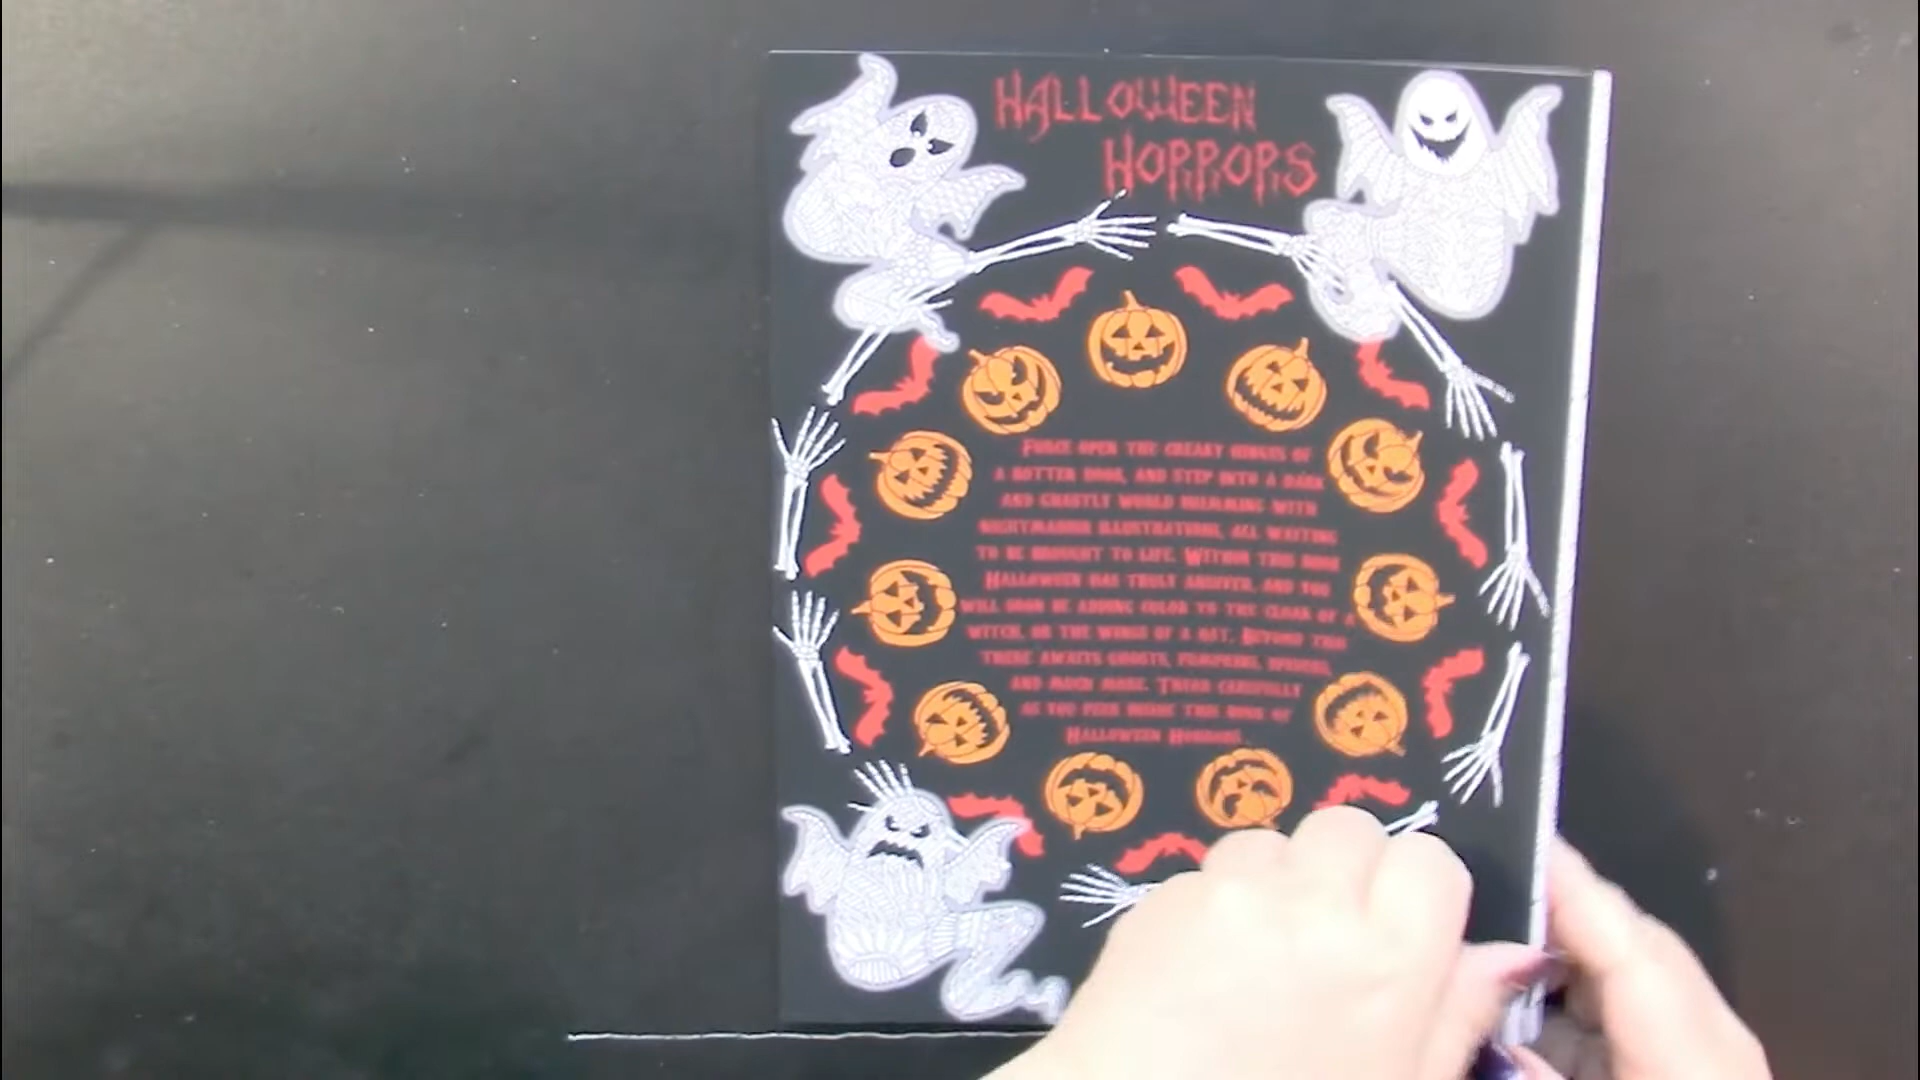 HALLOWEEN
HORRORS
FORCE OPEN THE CREAKY HINGES OF
A ROTTEN DOOR, AND STEP INTO A DARK
AND GHASTLY WORLD BRIMMING WITH
NIGHTMARISH ILLUSTRATIONS, ALL WAITING
TO BE BROUGHT TO LIFE. WITHIN THIS BOOK
HALLOWEEN HAS TRULY ARRIVED, AND YOU
WILL SOON BE ADDING COLOR TO THE CLOAK OF A
WITCH, OR THE WINGS OF A BAT. BEYOND THIS
THERE AWAITS GHOSTS, PUMPKINS, SPIDERS,
AND MUCH MORE. TREAD CAREFULLY
AS YOU PEER INSIDE THIS BOOK OF
HALLOWEEN HORRORS.